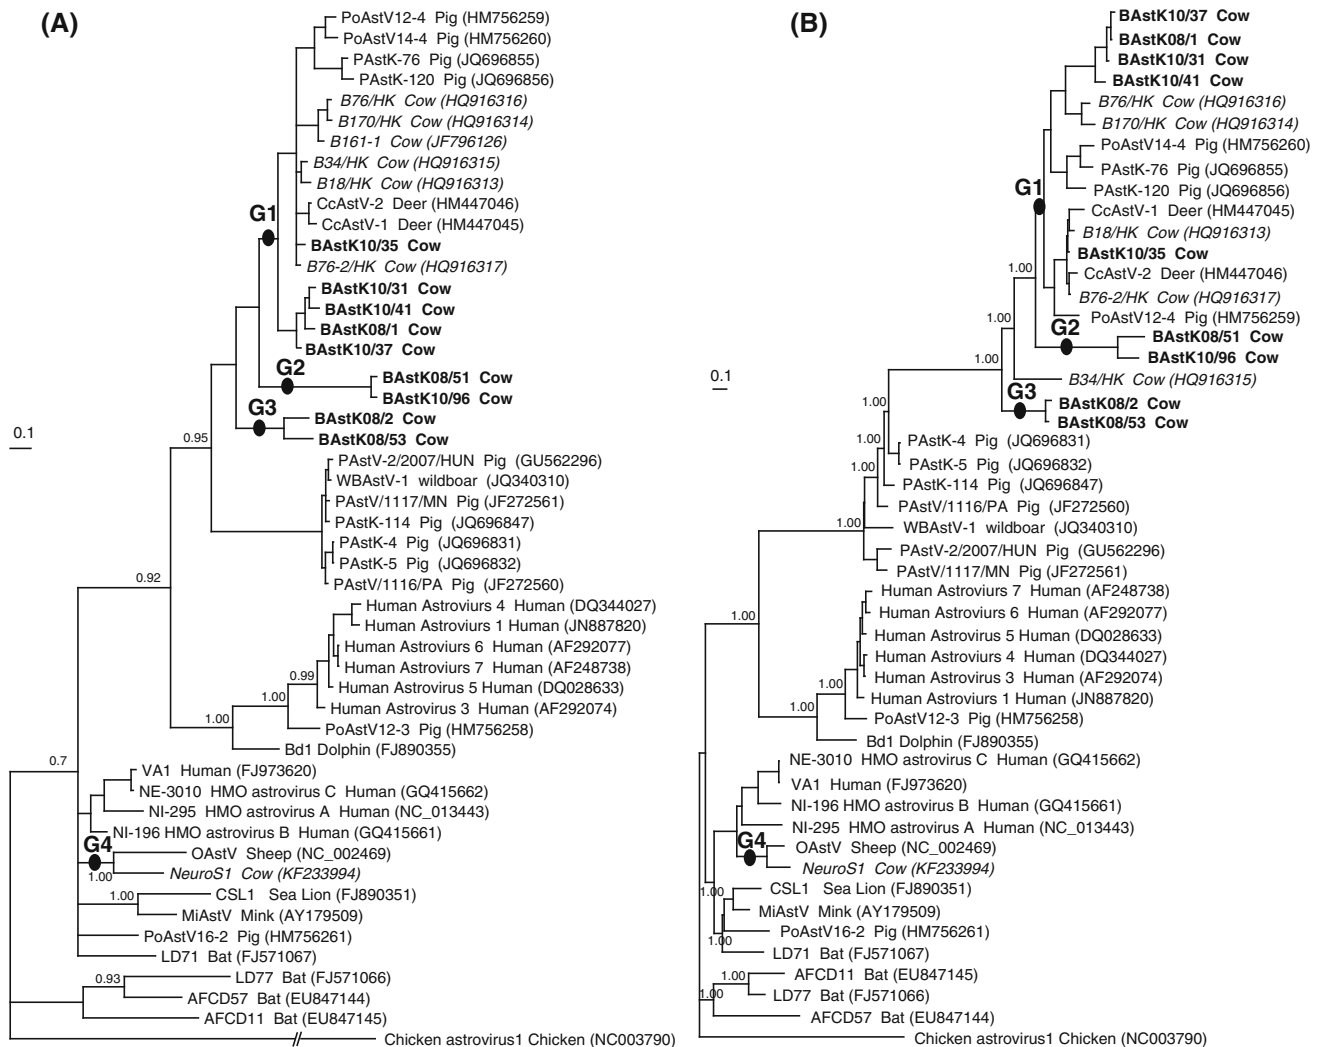 (A)
PoAstV12-4 Pig (HM756259)
PoAstV14-4 Pig (HM756260)
PAstK-76 Pig (JQ696855)
PAstK-120 Pig (JQ696856)
B76/HK Cow (HQ916316)
B170/HK Cow (HQ916314)
B161-1 Cow (JF796126)
B34/HK Cow (HQ916315)
B18/HK Cow (HQ916313)
CcAstV-2 Deer (HM447046)
G1
CcAstV-1 Deer (HM447045)
BAstK10/35 Cow
B76-2/HK Cow (HQ916317)
BAstK10/31 Cow
BAstK10/41 Cow
BAstK08/1 Cow
BAstK10/37 Cow
G2
BAstK08/51 Cow
BAstK10/96 Cow
G3
BAstK08/2 Cow
BAstK08/53 Cow
0.1
0.95
PAstV-2/2007/HUN Pig (GU562296)
WBAstV-1 wildboar (JQ340310)
PAstV/1117/MN Pig (JF272561)
PAstK-114 Pig (JQ696847)
PAstK-4 Pig (JQ696831)
PAstK-5 Pig (JQ696832)
0.92
PAstV/1116/PA Pig (JF272560)
Human Astroviurs 4 Human (DQ344027)
Human Astroviurs 1 Human (JN887820)
Human Astroviurs 6 Human (AF292077)
Human Astroviurs 7 Human (AF248738)
0.99
Human Astrovirus 5 Human (DQ028633)
1.00
Human Astrovirus 3 Human (AF292074)
1.00
PoAstV12-3 Pig (HM756258)
Bd1 Dolphin (FJ890355)
0.7
VA1 Human (FJ973620)
NE-3010 HMO astrovirus C Human (GQ415662)
NI-295 HMO astrovirus A Human (NC_013443)
NI-196 HMO astrovirus B Human (GQ415661)
G4
OAstV Sheep (NC_002469)
1.00
NeuroS1 Cow (KF233994)
1.00
CSL1 Sea Lion (FJ890351)
MiAstV Mink (AY179509)
PoAstV16-2 Pig (HM756261)
LD71 Bat (FJ571067)
0.93
LD77 Bat (FJ571066)
AFCD57 Bat (EU847144)
AFCD11 Bat (EU847145)
Chicken astrovirus1 Chicken (NC003790)
(B)
BAstK10/37 Cow
BAstK08/1 Cow
BAstK10/31 Cow
BAstK10/41 Cow
B76/HK Cow (HQ916316)
B170/HK Cow (HQ916314)
PoAstV14-4 Pig (HM756260)
PAstK-76 Pig (JQ696855)
G1
PAstK-120 Pig (JQ696856)
CcAstV-1 Deer (HM447045)
B18/HK Cow (HQ916313)
BAstK10/35 Cow
1.00
CcAstV-2 Deer (HM447046)
B76-2/HK Cow (HQ916317)
1.00
PoAstV12-4 Pig (HM756259)
G2
BAstK08/51 Cow
1.00
BAstK10/96 Cow
0.1
B34/HK Cow (HQ916315)
G3
1.00
BAstK08/2 Cow
BAstK08/53 Cow
1.00
PAstK-4 Pig (JQ696831)
1.00
PAstK-5 Pig (JQ696832)
PAstK-114 Pig (JQ696847)
PAstV/1116/PA Pig (JF272560)
1.00
WBAstV-1 wildboar (JQ340310)
PAstV-2/2007/HUN Pig (GU562296)
PAstV/1117/MN Pig (JF272561)
Human Astroviurs 7 Human (AF248738)
1.00
Human Astroviurs 6 Human (AF292077)
Human Astrovirus 5 Human (DQ028633)
Human Astroviurs 4 Human (DQ344027)
Human Astrovirus 3 Human (AF292074)
1.00
Human Astroviurs 1 Human (JN887820)
1.00
PoAstV12-3 Pig (HM756258)
Bd1 Dolphin (FJ890355)
NE-3010 HMO astrovirus C Human (GQ415662)
VA1 Human (FJ973620)
NI-196 HMO astrovirus B Human (GQ415661)
NI-295 HMO astrovirus A Human (NC_013443)
G4
OAstV Sheep (NC_002469)
NeuroS1 Cow (KF233994)
1.00
CSL1 Sea Lion (FJ890351)
MiAstV Mink (AY179509)
PoAstV16-2 Pig (HM756261)
1.00
LD71 Bat (FJ571067)
1.00
AFCD11 Bat (EU847145)
1.00
LD77 Bat (FJ571066)
AFCD57 Bat (EU847144)
Chicken astrovirus1 Chicken (NC003790)